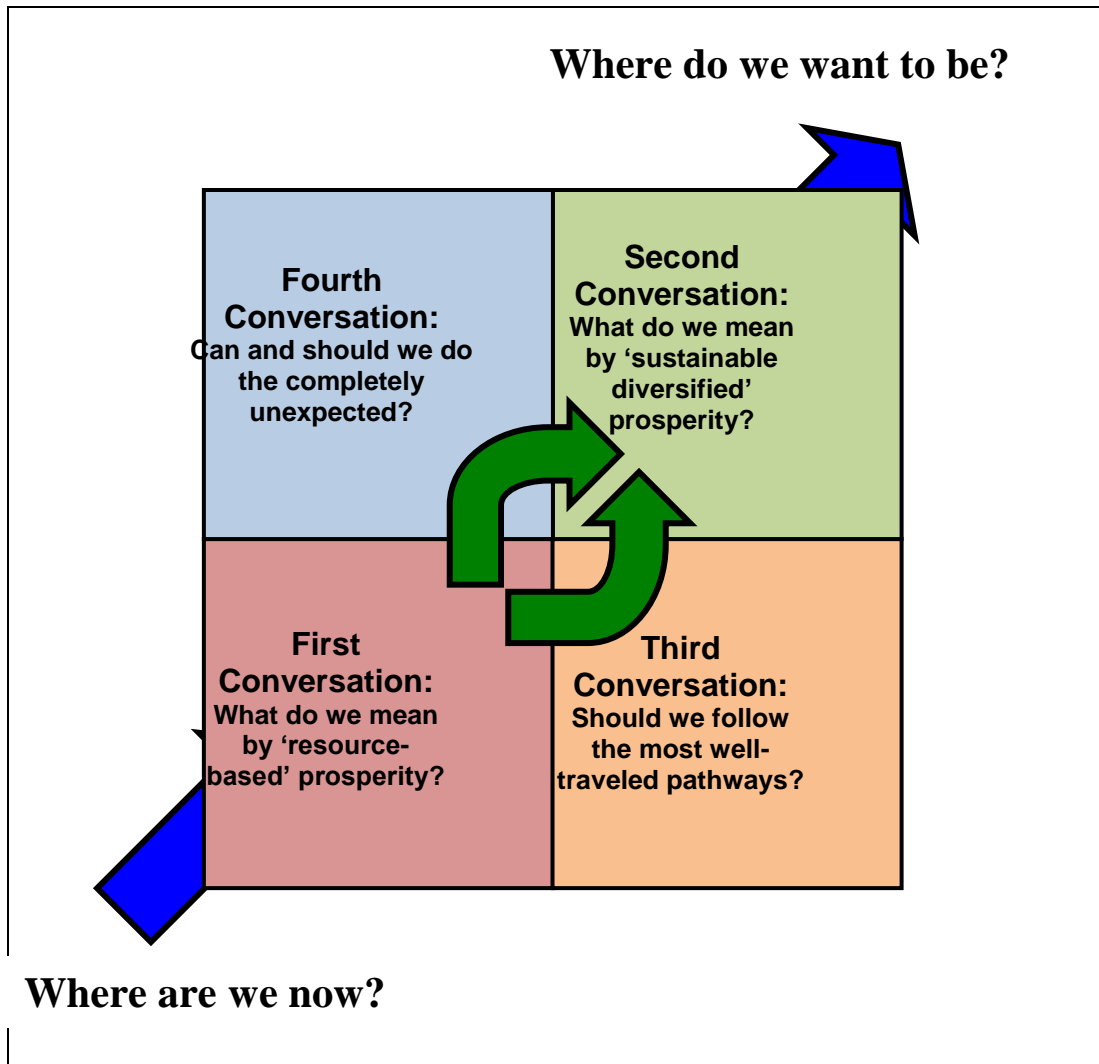 Where do we want to be?
Fourth
Conversation:
Can and should we do
the completely
unexpected?
Second
Conversation:
What do we mean
by ‘sustainable
diversified’
prosperity?
First
Conversation:
What do we mean
by ‘resource-
based’ prosperity?
Third
Conversation:
Should we follow
the most well-
traveled pathways?
Where are we now?